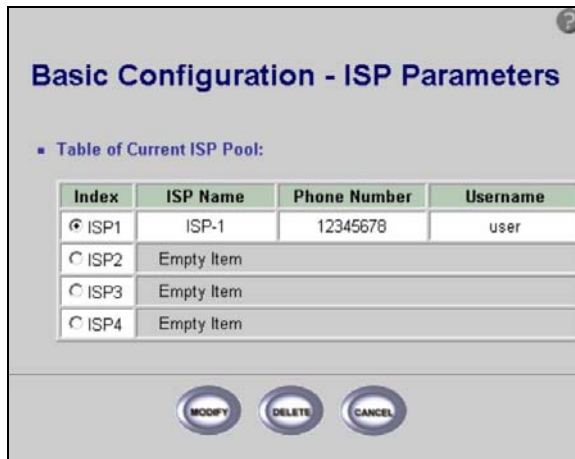 ?
Basic Configuration - ISP Parameters
Table of Current ISP Pool:
Index ISP Name Phone Number Username
ISP1 ISP-1 12345678 user
ISP2 Empty Item
ISP3 Empty Item
ISP4 Empty Item
MODIFY DELETE CANCEL